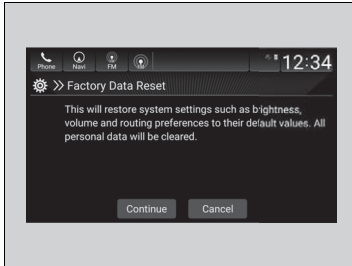 Phone Navi FM 12:34
Factory Data Reset
This will restore system settings such as brightness,
volume and routing preferences to their default values. All
personal data will be cleared.
Continue Cancel